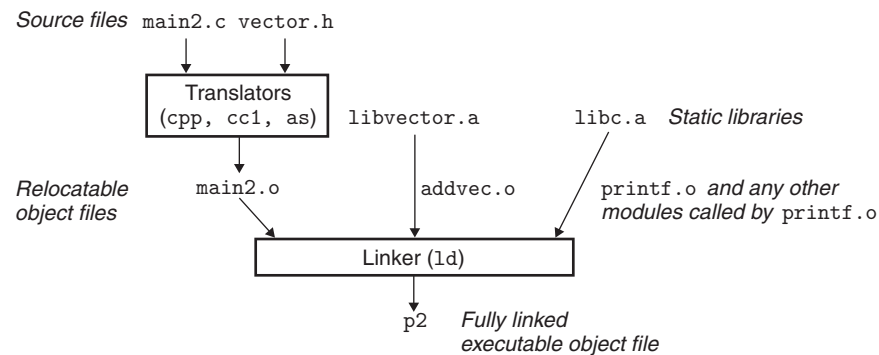 Source files main2.c vector.h
Translators
(cpp, cc1, as)
libvector.a
libc.a Static libraries
Relocatable
object files
main2.o
addvec.o
printf.o and any other
modules called by printf.o
Linker (ld)
p2
Fully linked
executable object file